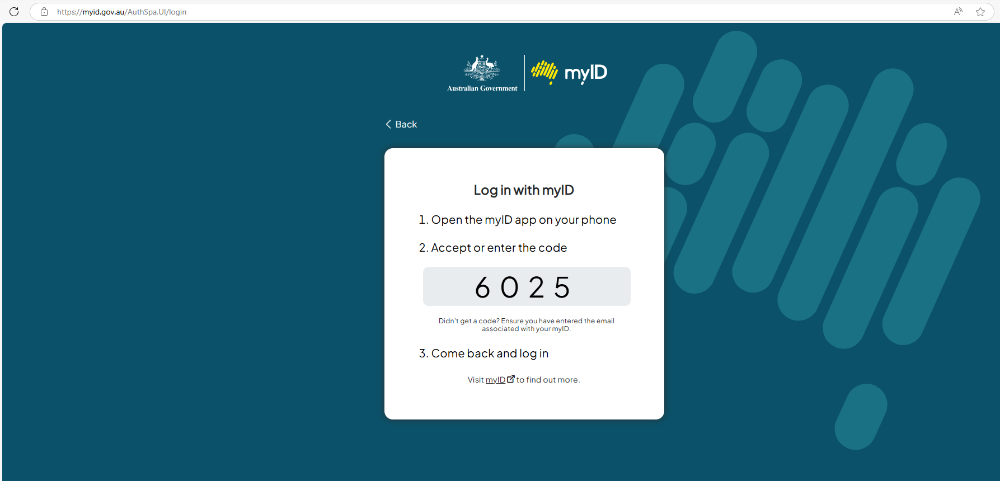 https://myid.gov.au/AuthSpa.UI/login
Australian Government
myID
Back
Log in with myID
1. Open the myID app on your phone
2. Accept or enter the code
6 0 2 5
Didn't get a code? Ensure you have entered the email
associated with your myID.
3. Come back and log in
Visit myID to find out more.